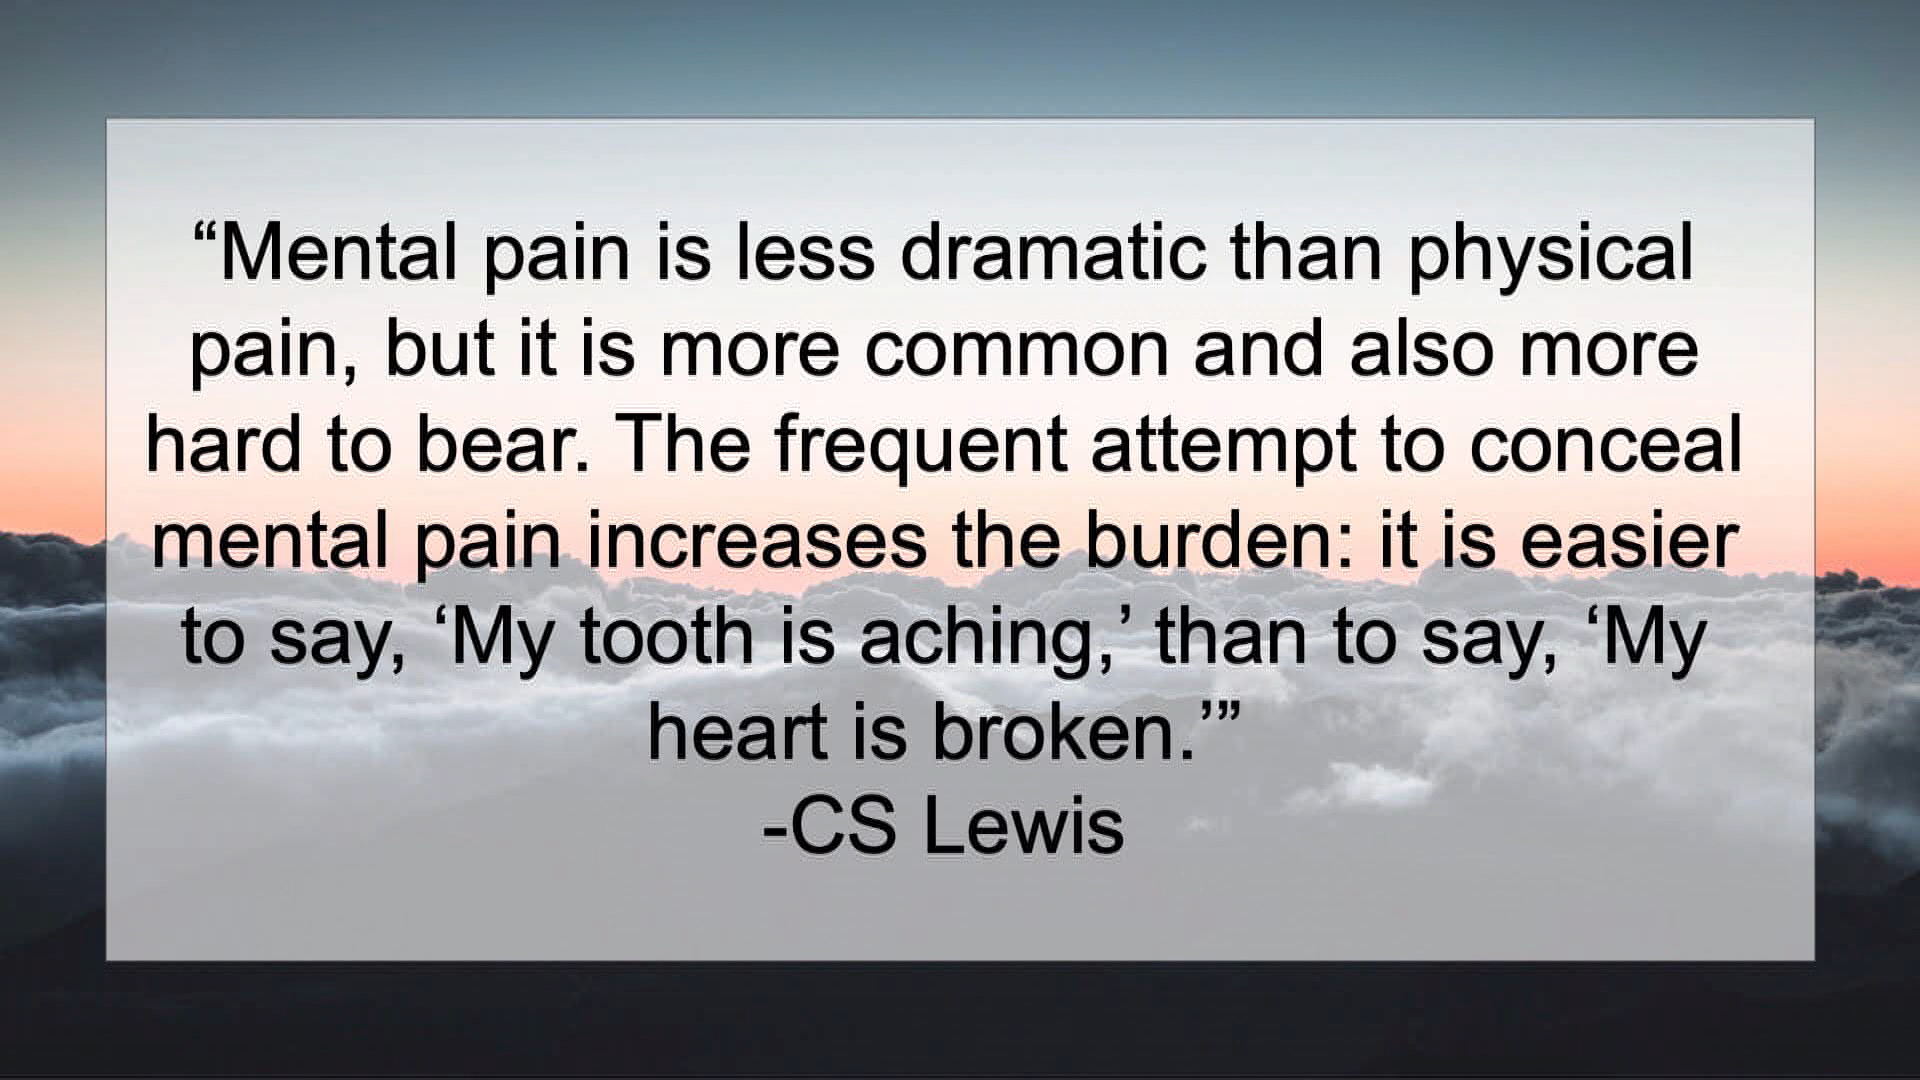 “Mental pain is less dramatic than physical
pain, but it is more common and also more
hard to bear. The frequent attempt to conceal
mental pain increases the burden: it is easier
to say, ‘My tooth is aching,’ than to say, ‘My
heart is broken.’”
-CS Lewis